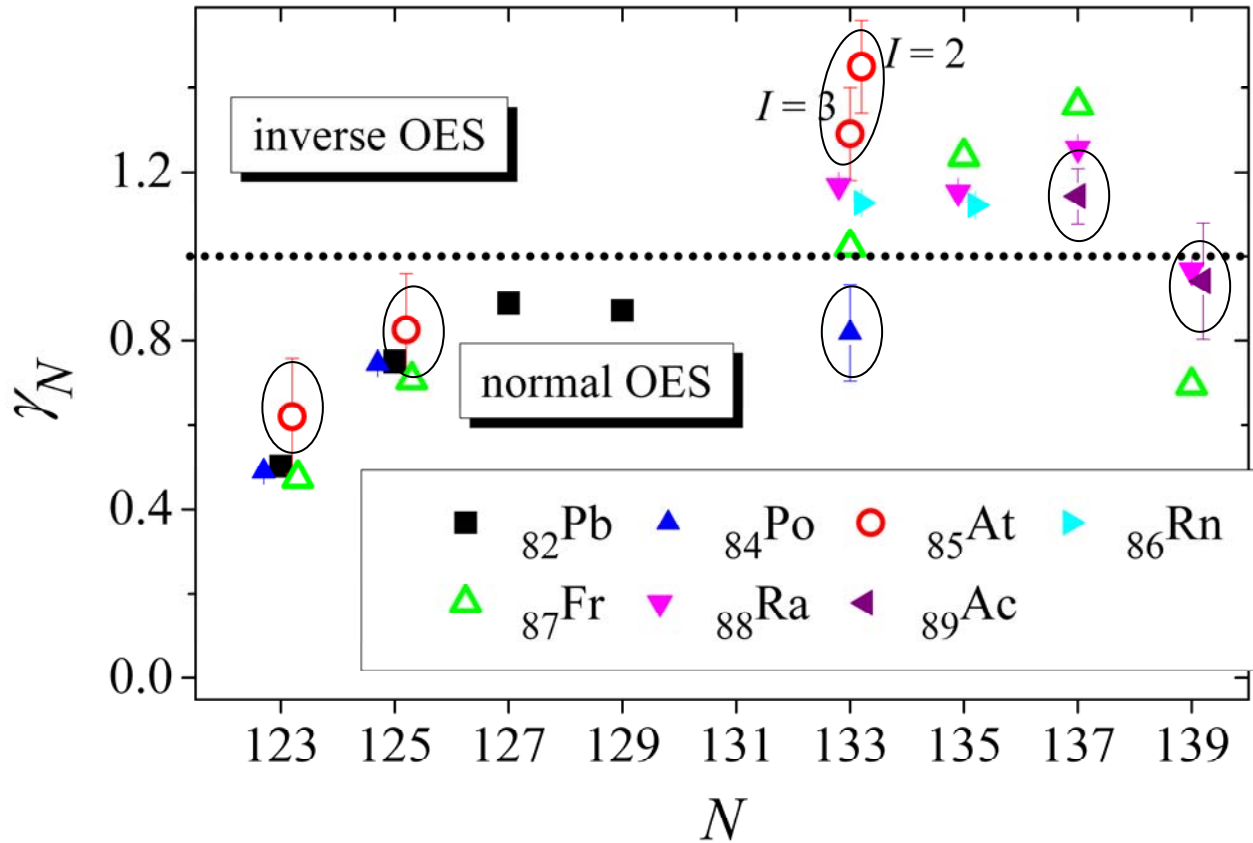 I = 2
I = 3
inverse OES
1.2
0.8
0.4
0.0
γN
normal OES
82Pb 84Po 85At 86Rn
87Fr 88Ra 89Ac
123 125 127 129 131 133 135 137 139
N